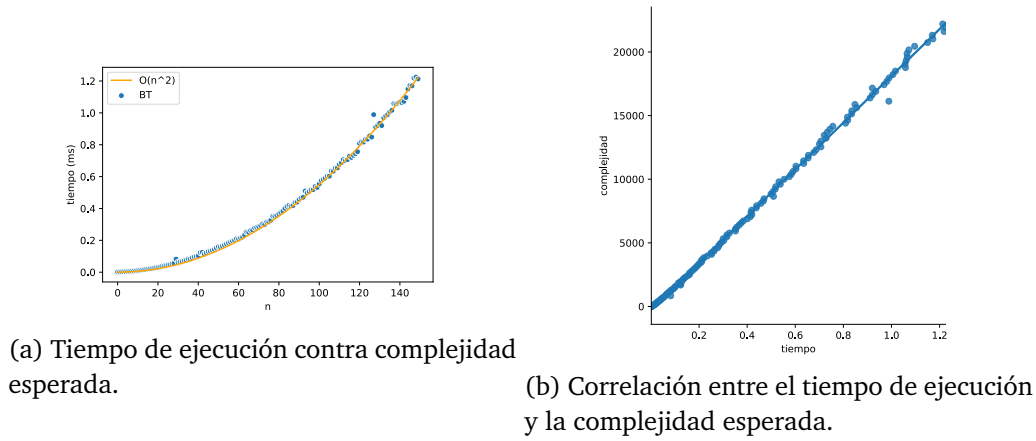 1.2
1.0
0.8
0.6
0.4
0.2
0.0
tiempo (ms)
O(n^2)
BT
0 20 40 60 80 100 120 140
n
(a) Tiempo de ejecución contra complejidad
esperada.
20000
15000
10000
5000
0
complejidad
0.2 0.4 0.6 0.8 1.0 1.2
tiempo
(b) Correlación entre el tiempo de ejecución
y la complejidad esperada.